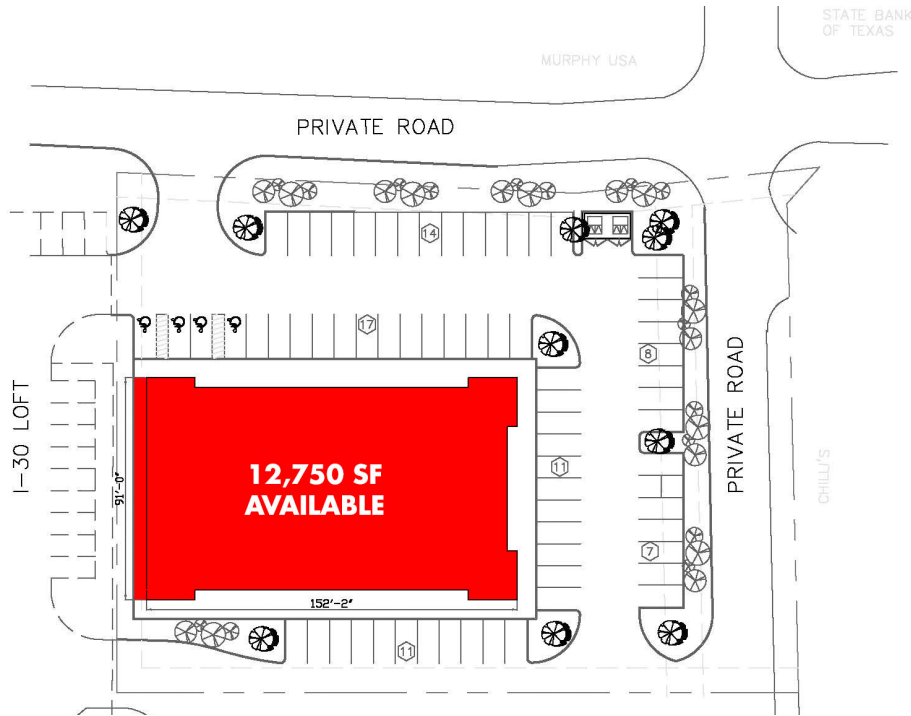 STATE BANK
OF TEXAS
MURPHY USA
PRIVATE ROAD
14
17
8
I-30 LOFT
PRIVATE ROAD
91'-0"
12,750 SF
AVAILABLE
11
CHILLI'S
7
152'-2"
11